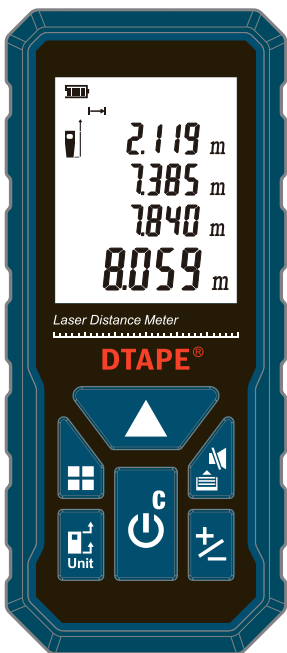 2.119 m
7.385 m
7.840 m
8.059 m
Laser Distance Meter
DTAPE®
C
Unit
+/-